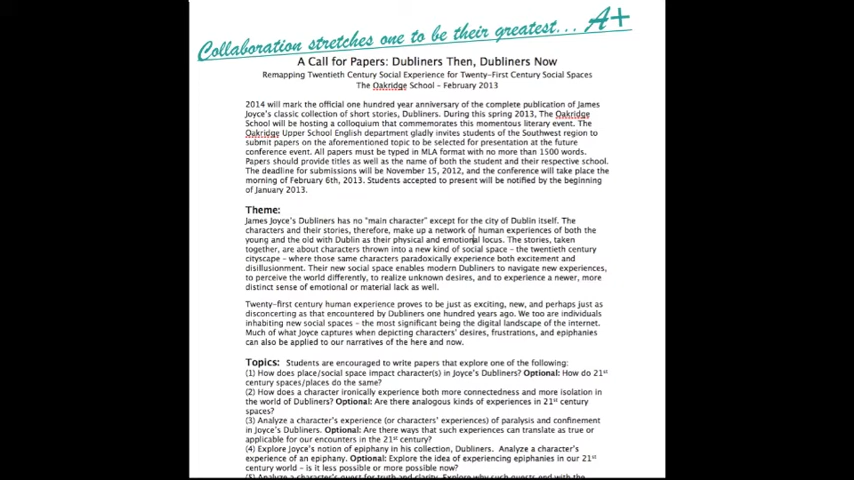 Collaboration stretches one to be their greatest... A+
A Call for Papers: Dubliners Then, Dubliners Now
Remapping Twentieth Century Social Experience for Twenty-First Century Social Spaces
The Oakridge School – February 2013
2014 will mark the official one hundred year anniversary of the complete publication of James
Joyce's classic collection of short stories, Dubliners. During this spring 2013, The Oakridge
School will be hosting a colloquium that commemorates this momentous literary event. The
Oakridge Upper School English department gladly invites students of the Southwest region to
submit papers on the aforementioned topic to be selected for presentation at the future
conference event. All papers must be typed in MLA format with no more than 1500 words.
Papers should provide titles as well as the name of both the student and their respective school.
The deadline for submissions will be November 15, 2012, and the conference will take place the
morning of February 6th, 2013. Students accepted to present will be notified by the beginning
of January 2013.
Theme:
James Joyce's Dubliners has no "main character" except for the city of Dublin itself. The
characters and their stories, therefore, make up a network of human experiences of both the
young and the old with Dublin as their physical and emotional locus. The stories, taken
together, are about characters thrown into a new kind of social space – the twentieth century
cityscape – where those same characters paradoxically experience both excitement and
disillusionment. Their new social space enables modern Dubliners to navigate new experiences,
to perceive the world differently, to realize unknown desires, and to experience a newer, more
distinct sense of emotional or material lack as well.
Twenty-first century human experience proves to be just as exciting, new, and perhaps just as
disconcerting as that encountered by Dubliners one hundred years ago. We too are individuals
inhabiting new social spaces – the most significant being the digital landscape of the internet.
Much of what Joyce captures when depicting characters' desires, frustrations, and epiphanies
can also be applied to our narratives of the here and now.
Topics: Students are encouraged to write papers that explore one of the following:
(1) How does place/social space impact character(s) in Joyce's Dubliners? Optional: How do 21st
century spaces/places do the same?
(2) How does a character ironically experience both more connectedness and more isolation in
the world of Dubliners? Optional: Are there analogous kinds of experiences in 21st century
spaces?
(3) Analyze a character's experience (or characters' experiences) of paralysis and confinement
in Joyce's Dubliners. Optional: Are there ways that such experiences can translate as true or
applicable for our encounters in the 21st century?
(4) Explore Joyce's notion of epiphany in his collection, Dubliners. Analyze a character's
experience of an epiphany. Optional: Explore the idea of experiencing epiphanies in our 21st
century world – is it less possible or more possible now?
(5) Analyze a character's quest for truth and clarity. Explore why such quests end with the